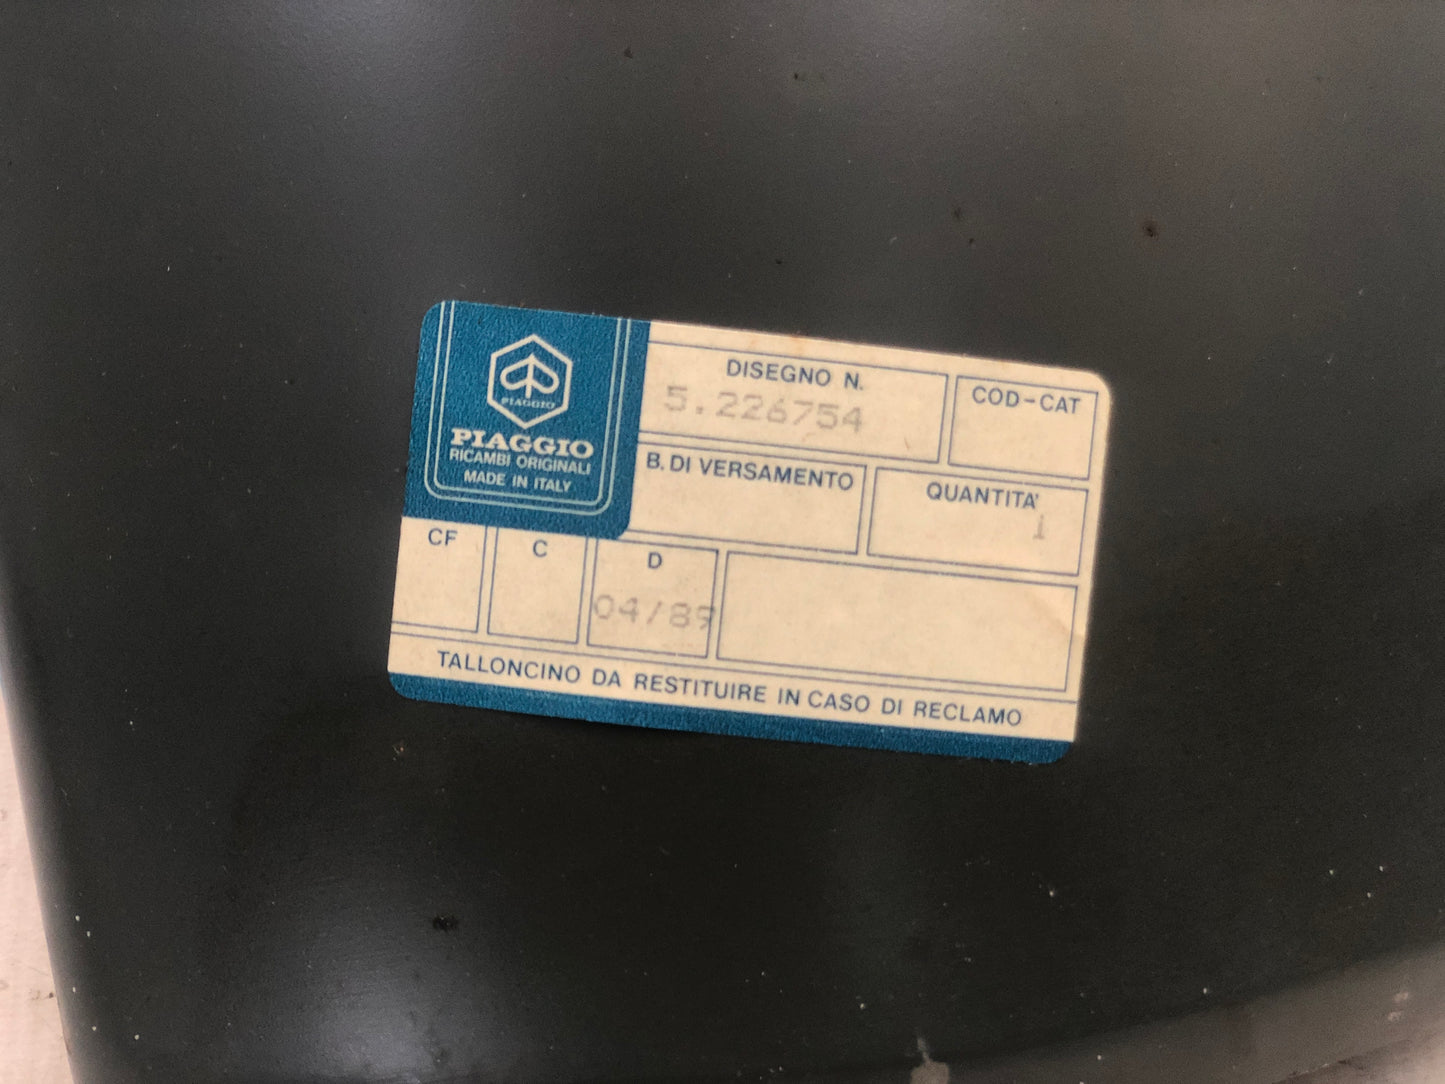 PIAGGIO
PIAGGIO
RICAMBI ORIGINALI
MADE IN ITALY
DISEGNO N.
5.226754
COD-CAT
B. DI VERSAMENTO
QUANTITA'
1
CF
C
D
04/89
TALLONCINO DA RESTITUIRE IN CASO DI RECLAMO